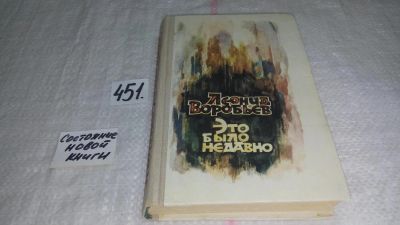 451.
Состояние
новой
книги
Леонид
Воробьев
Это
было
недавно